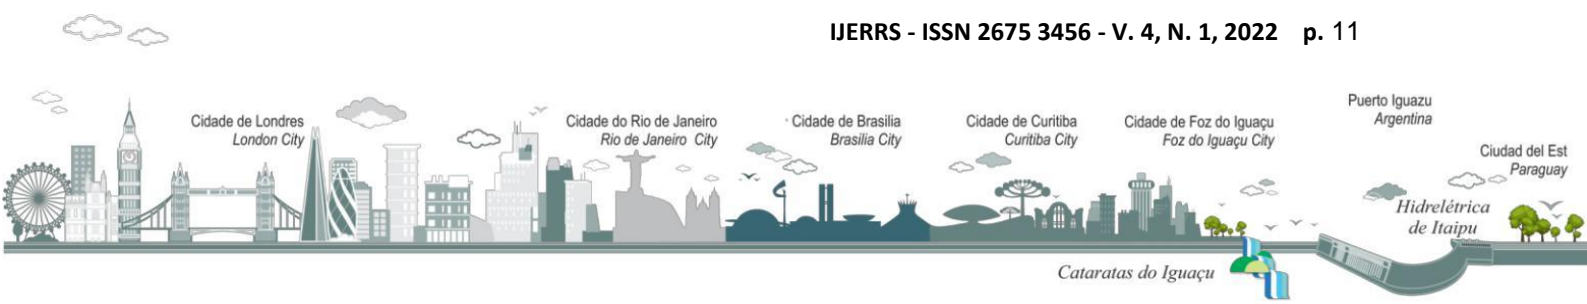 IJERRS - ISSN 2675 3456 - V. 4, N. 1, 2022 p. 11
Cidade de Londres
London City
Cidade do Rio de Janeiro
Rio de Janeiro City
Cidade de Brasilia
Brasilia City
Cidade de Curitiba
Curitiba City
Cidade de Foz do Iguaçu
Foz do Iguaçu City
Puerto Iguazu
Argentina
Ciudad del Est
Paraguay
Hidrelétrica
de Itaipu
Cataratas do Iguaçu